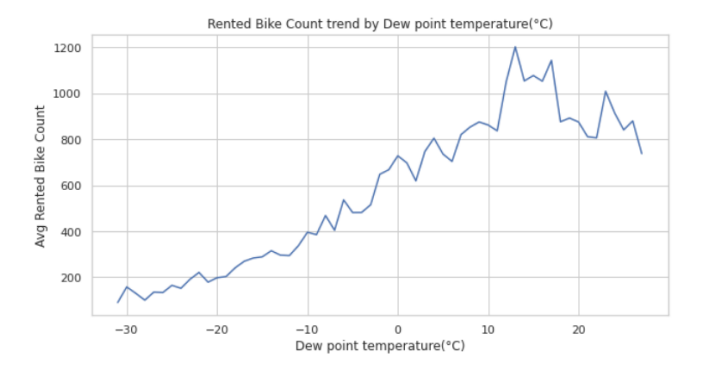 Rented Bike Count trend by Dew point temperature(°C)
1200
1000
800
600
400
200
Avg Rented Bike Count
−30 −20 −10 0 10 20
Dew point temperature(°C)